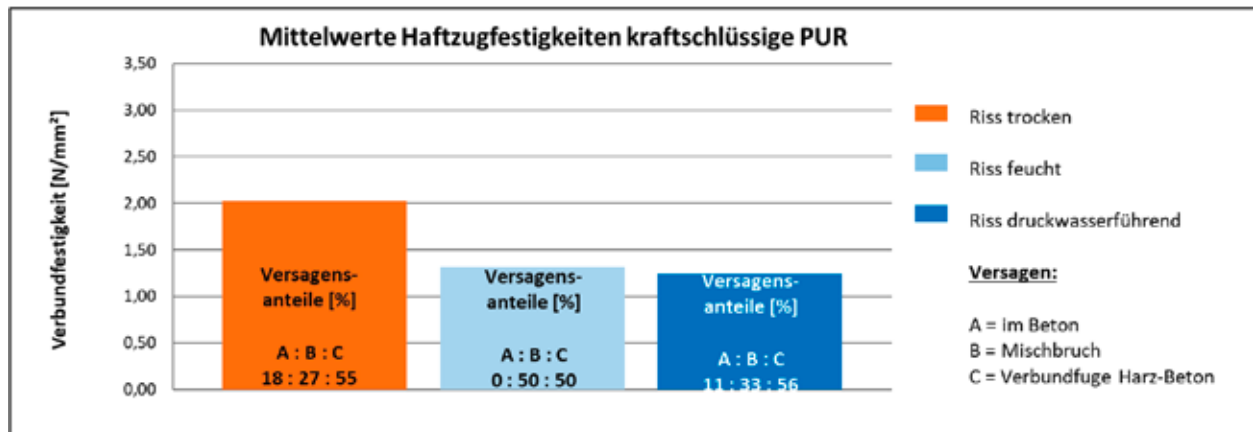 Mittelwerte Haftzugfestigkeiten kraftschlüssige PUR
Verbundfestigkeit [N/mm²]
3,50
3,00
2,50
2,00
1,50
1,00
0,50
0,00
Versagens-
anteile [%]
A : B : C
18 : 27 : 55
Versagens-
anteile [%]
A : B : C
0 : 50 : 50
Versagens-
anteile [%]
A : B : C
11 : 33 : 56
Riss trocken
Riss feucht
Riss druckwasserführend
Versagen:
A = im Beton
B = Mischbruch
C = Verbundfuge Harz-Beton